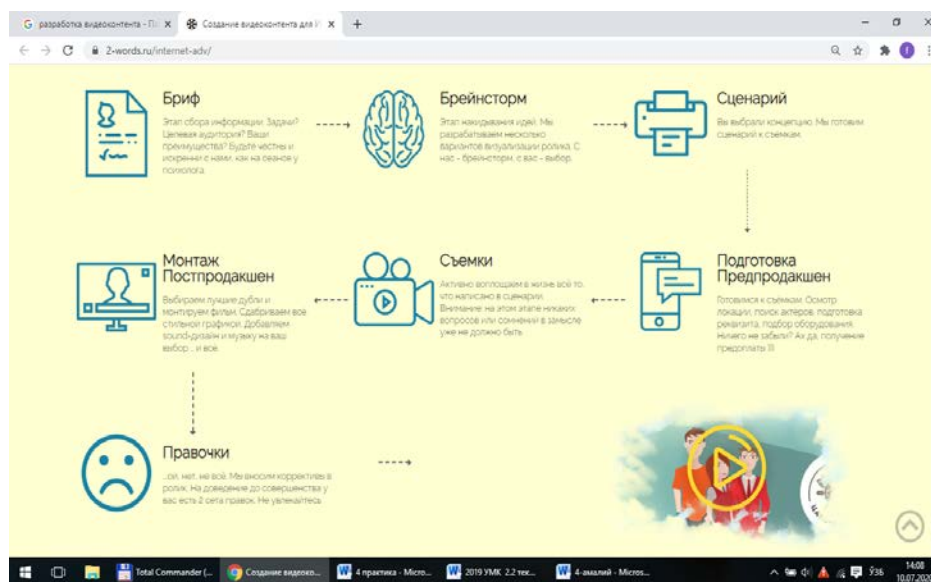 разработка видеоконтента - По
Создание видеоконтента для И
2-words.ru/internet-adv/
Бриф
Этап сбора информации. Задачи?
Целевая аудитория? Ваши
преимущества? Будьте честны и
искренни с нами, как на сеансе у
психолога.
Брейнсторм
Этап накидывания идей. Мы
разрабатываем несколько
вариантов визуализации ролика. С
нас - брейнсторм, с вас - выбор.
Сценарий
Вы выбрали концепцию. Мы готовим
сценарий к съемкам.
Монтаж
Постпродакшен
Выбираем лучшие дубли и
монтируем фильм. Сдабриваем все
стильной графикой. Добавляем
sound-дизайн и музыку на ваш
выбор ... и все.
Съемки
Активно воплощаем в жизнь всё то,
что написано в сценарии.
Внимание: на этом этапе никаких
вопросов или сомнений в замысле
уже не должно быть.
Подготовка
Предпродакшен
Готовимся к съемкам. Осмотр
локации, поиск актеров, подготовка
реквизита, подбор оборудования.
Ничего не забыли? Ах да, получение
предоплаты )))
Правочки
...ой, нет, не всё. Мы вносим коррективы в
ролик. На доведение до совершенства у
вас есть 2 сета правок. Не увлекайтесь.
Total Commander (...
Создание видеоко...
4 практика - Micro...
2019 УМК 2.2 тек...
4-амалий - Micros...
ЎЗБ
14:00
10.07.2020